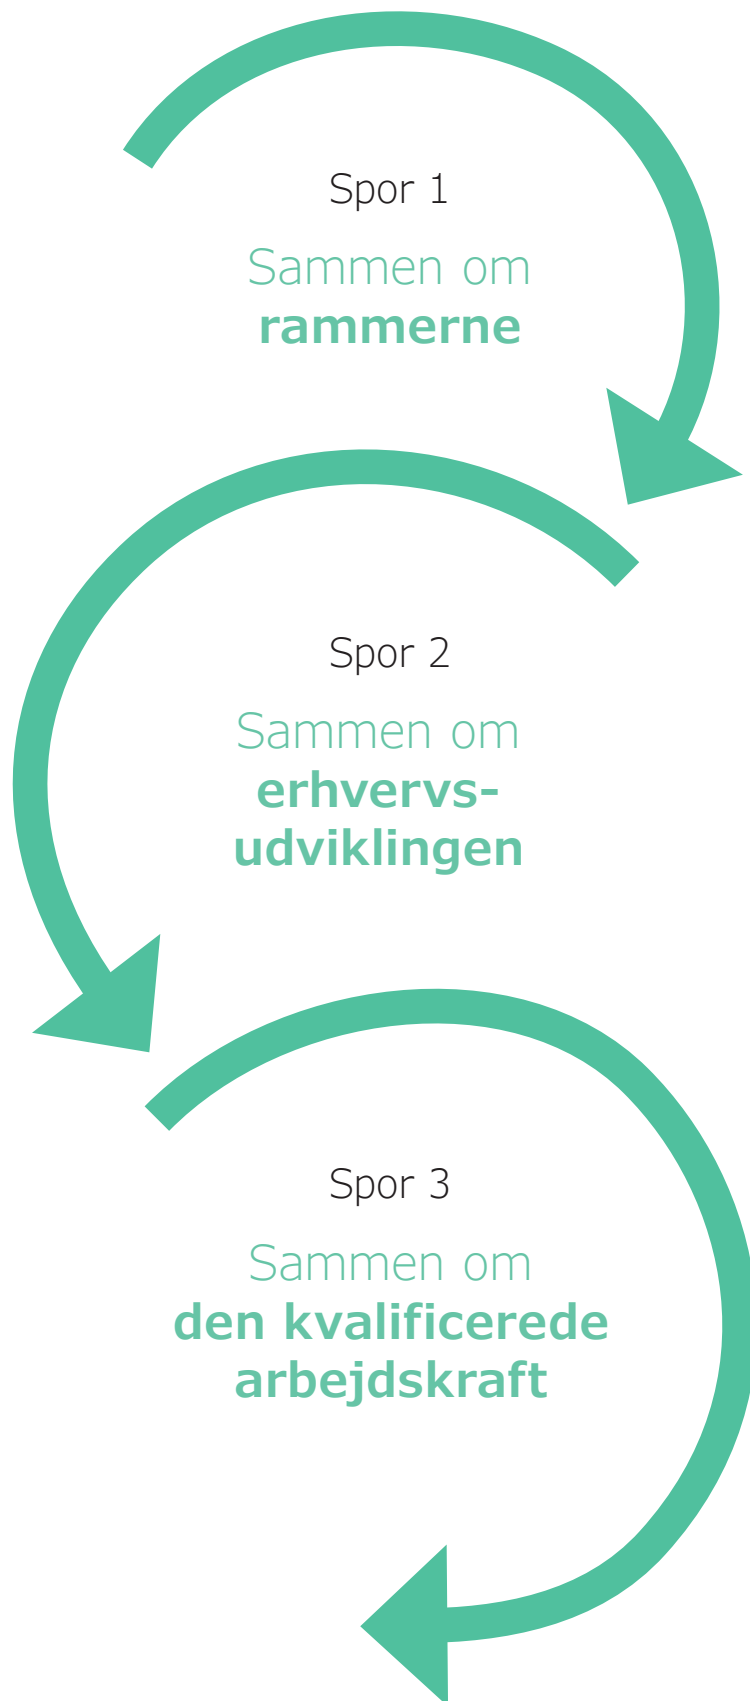 Spor 1
Sammen om
rammerne
Spor 2
Sammen om
erhvervs-
udviklingen
Spor 3
Sammen om
den kvalificerede
arbejdskraft